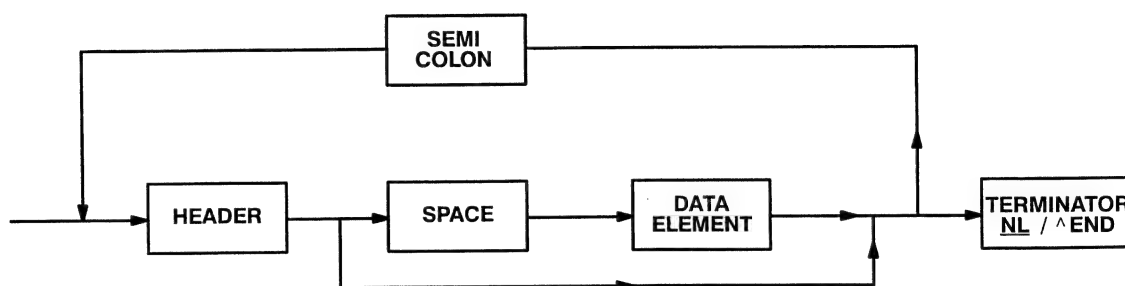 SEMI
COLON
HEADER
SPACE
DATA
ELEMENT
TERMINATOR
NL / ^END